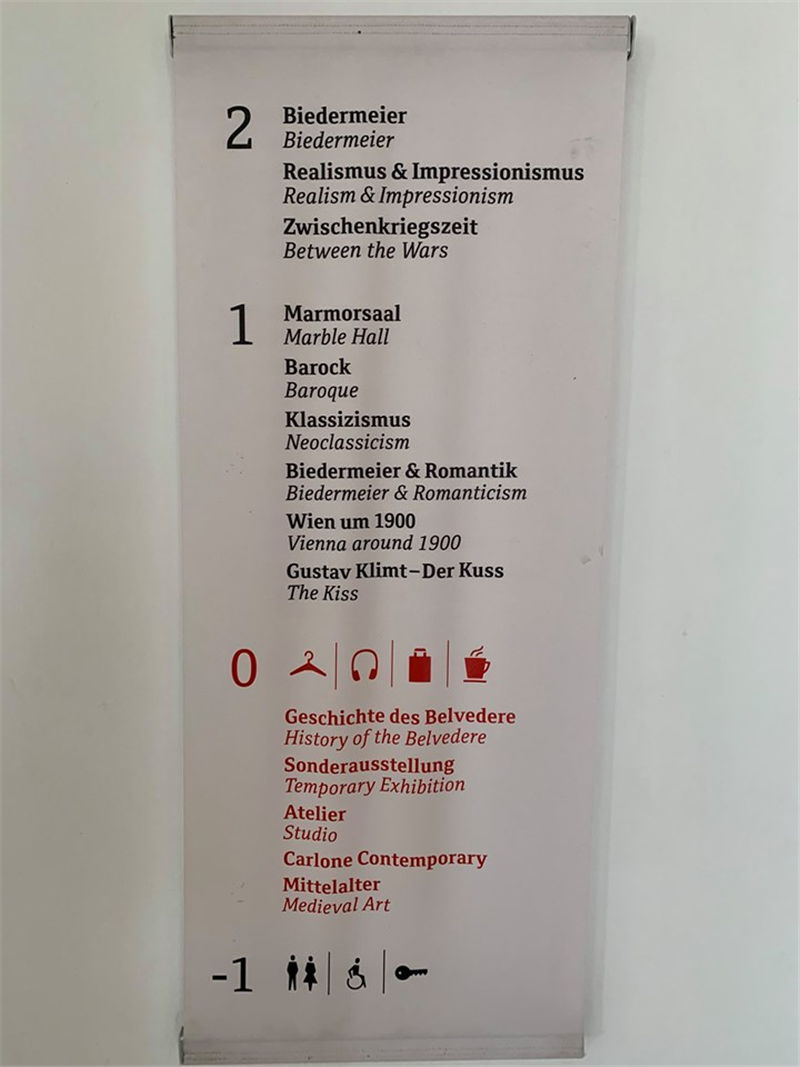 2
Biedermeier
Biedermeier
Realismus & Impressionismus
Realism & Impressionism
Zwischenkriegszeit
Between the Wars
1
Marmorsaal
Marble Hall
Barock
Baroque
Klassizismus
Neoclassicism
Biedermeier & Romantik
Biedermeier & Romanticism
Wien um 1900
Vienna around 1900
Gustav Klimt–Der Kuss
The Kiss
0
Geschichte des Belvedere
History of the Belvedere
Sonderausstellung
Temporary Exhibition
Atelier
Studio
Carlone Contemporary
Mittelalter
Medieval Art
-1